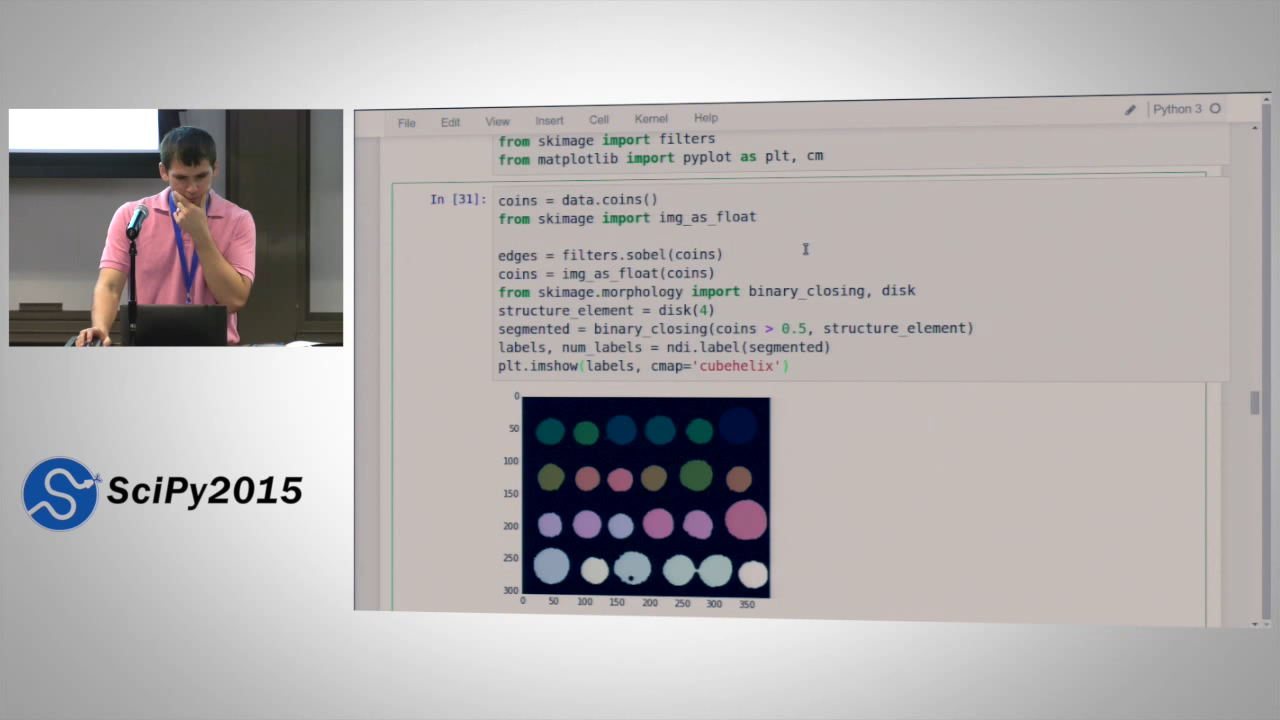 File Edit View Insert Cell Kernel Help Python 3
from skimage import filters
from matplotlib import pyplot as plt, cm
In [31]: coins = data.coins()
from skimage import img_as_float
edges = filters.sobel(coins)
coins = img_as_float(coins)
from skimage.morphology import binary_closing, disk
structure_element = disk(4)
segmented = binary_closing(coins > 0.5, structure_element)
labels, num_labels = ndi.label(segmented)
plt.imshow(labels, cmap='cubehelix')
0
50
100
150
200
250
300
0 50 100 150 200 250 300 350
SciPy2015